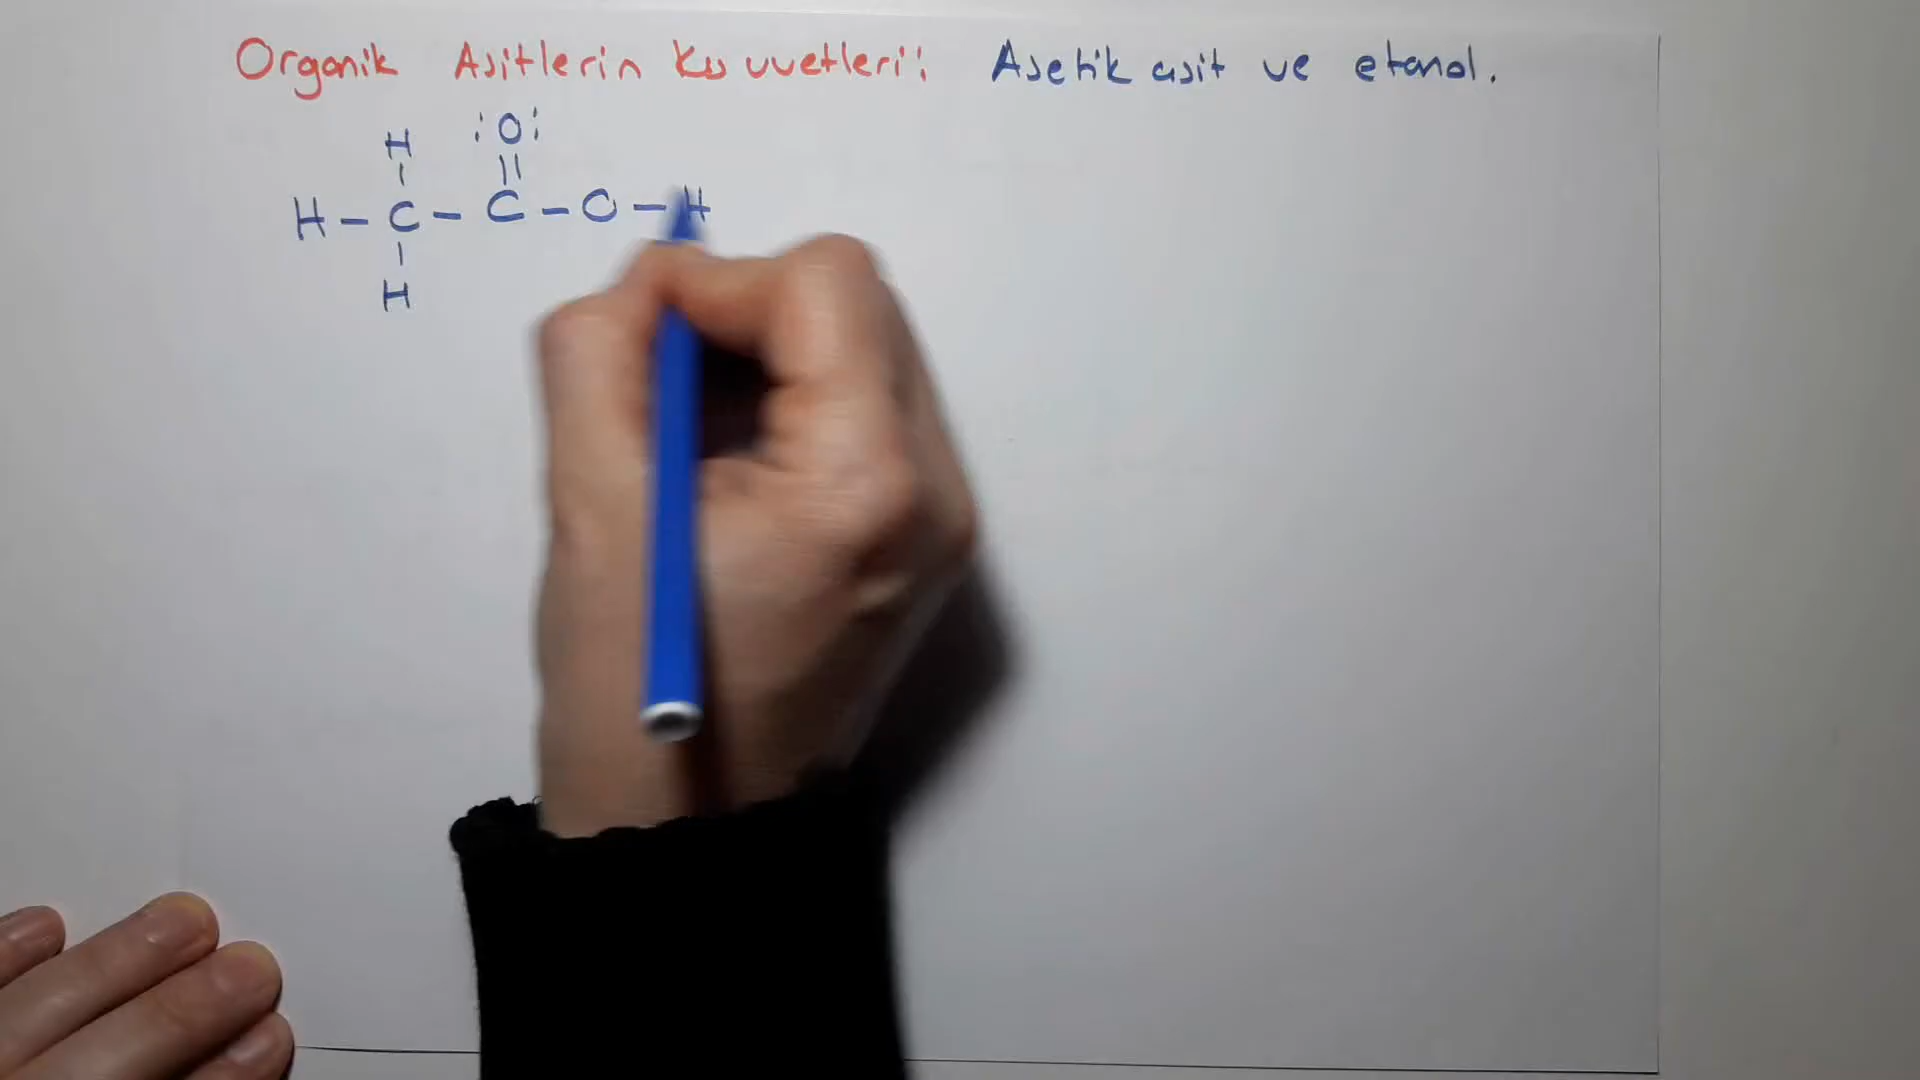 Organik Asitlerin Kuvvetleri: Asetik asit ve etanol.
H :O:
H - C - C - O - H
H